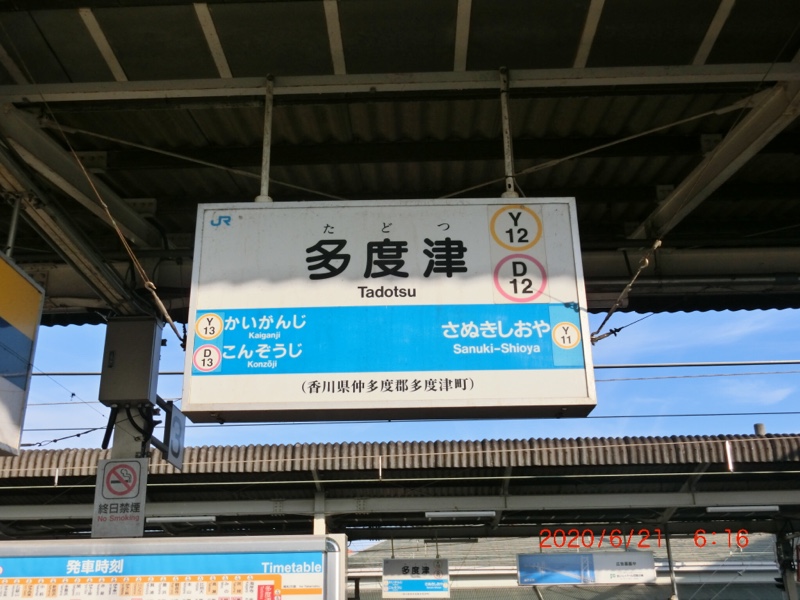 JR
たどつ
多度津
Tadotsu
Y
12
D
12
Y
13
かいがんじ
Kaiganji
D
13
こんぞうじ
Konzōji
さぬきしおや
Sanuki-Shioya
Y
11
(香川県仲多度郡多度津町)
3
終日禁煙
No Smoking
2020/6/21 6:16
発車時刻
Timetable
多度津